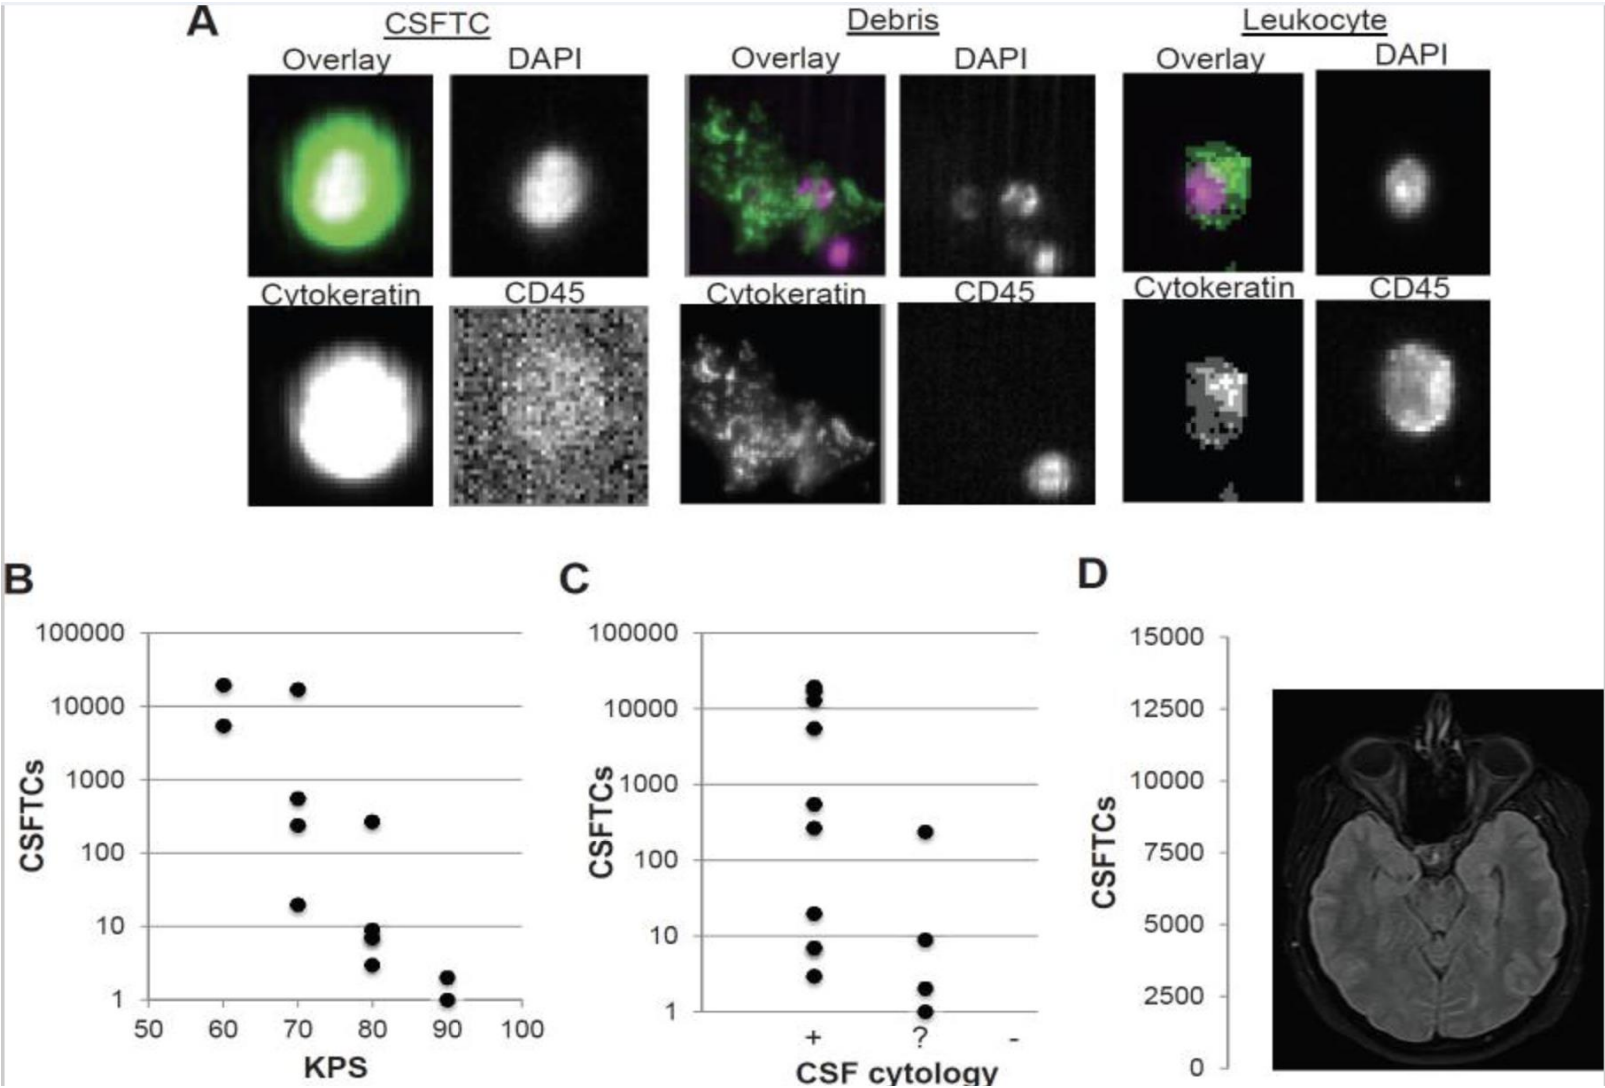 A
CSFTC Debris Leukocyte
Overlay DAPI Overlay DAPI Overlay DAPI
Cytokeratin CD45 Cytokeratin CD45 Cytokeratin CD45
B C D
100000 100000 15000
10000 10000 12500
1000 1000 10000
100 100 7500
10 10 5000
1 1 2500
0
CSFTCs CSFTCs CSFTCs
50 60 70 80 90 100 + ? -
KPS CSF cytology